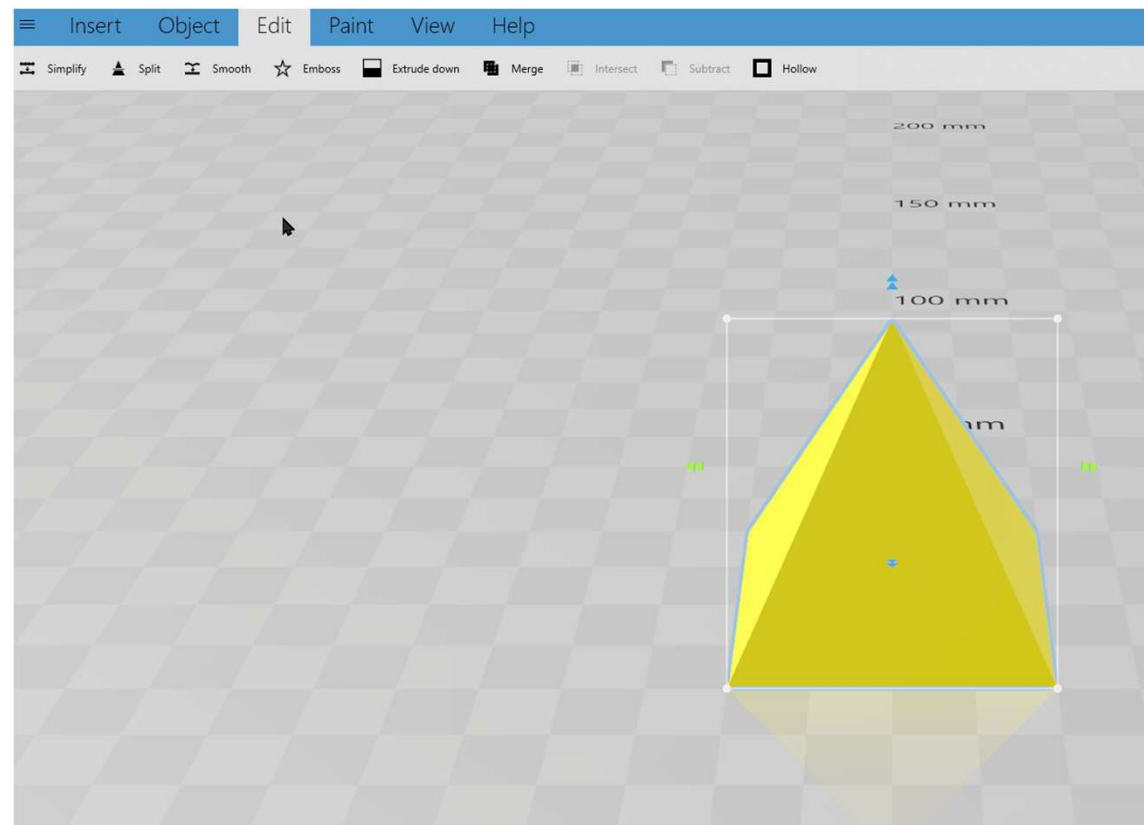 Insert Object Edit Paint View Help
Simplify Split Smooth Emboss Extrude down Merge Intersect Subtract Hollow
200 mm
150 mm
100 mm
mm